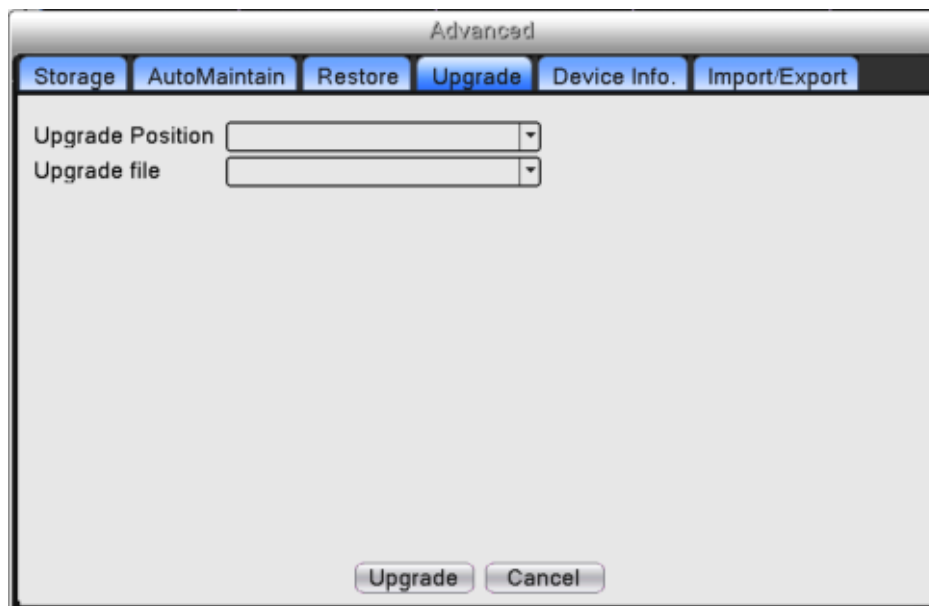 Advanced
Storage AutoMaintain Restore Upgrade Device Info. Import/Export
Upgrade Position
Upgrade file
Upgrade Cancel